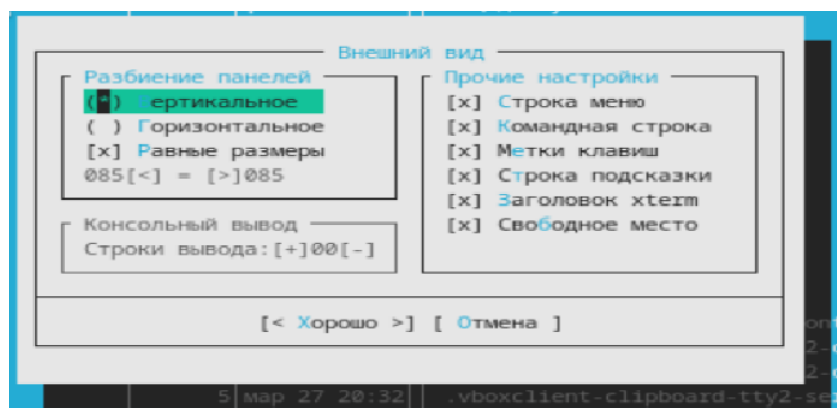 Внешний вид
Разбиение панелей
(*) Вертикальное
( ) Горизонтальное
[x] Равные размеры
085[<] = [>]085
Консольный вывод
Строки вывода:[+]00[-]
Прочие настройки
[x] Строка меню
[x] Командная строка
[x] Метки клавиш
[x] Строка подсказки
[x] Заголовок xterm
[x] Свободное место
[< Хорошо >] [ Отмена ]
5 мар 27 20:32 .vboxclient-clipboard-tty2-se